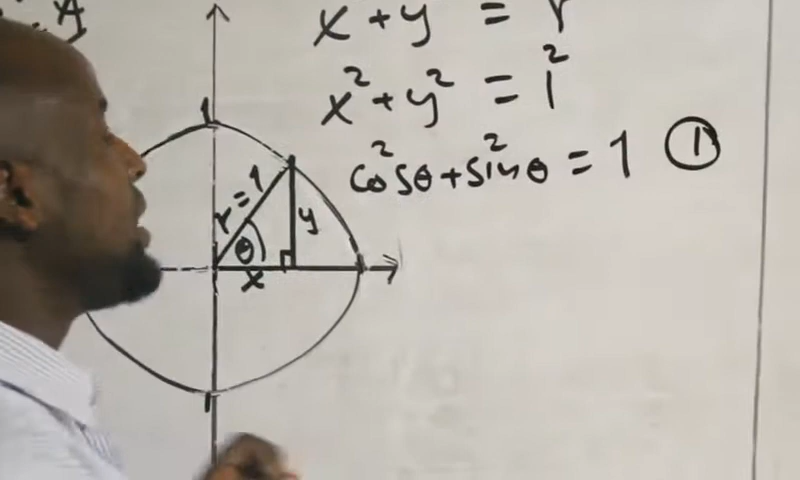 x + y = r
x² + y² = 1²
cos²θ + sin²θ = 1 ①
1
r = 1
y
θ
x
1